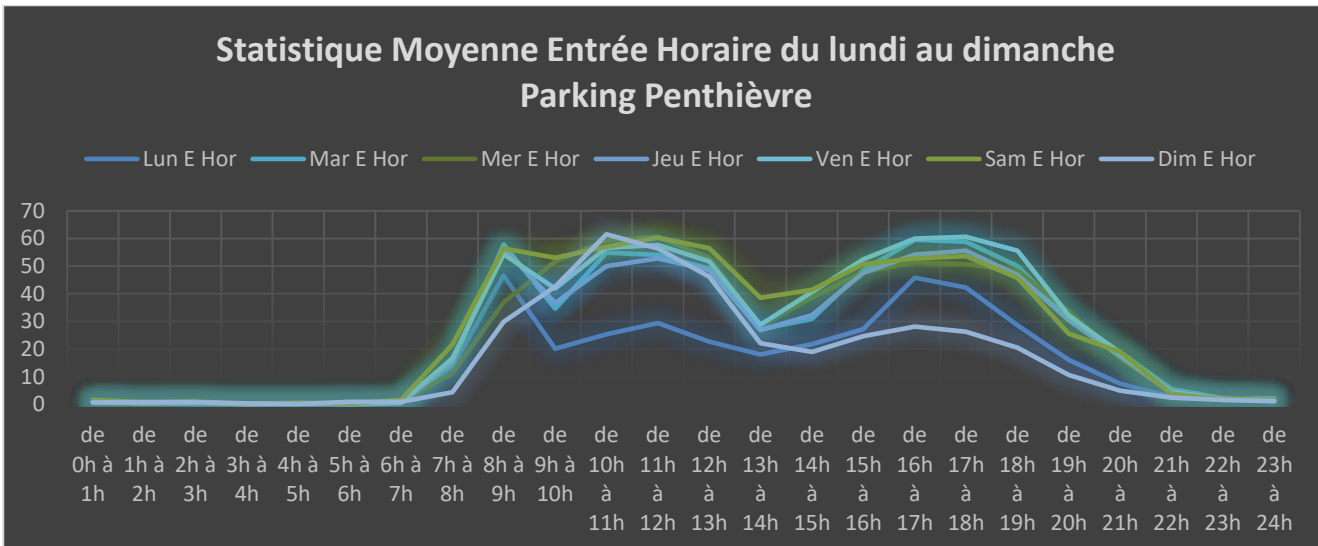 Statistique Moyenne Entrée Horaire du lundi au dimanche
Parking Penthièvre
Lun E Hor Mar E Hor Mer E Hor Jeu E Hor Ven E Hor Sam E Hor Dim E Hor
70
60
50
40
30
20
10
0
de 0h à 1h
de 1h à 2h
de 2h à 3h
de 3h à 4h
de 4h à 5h
de 5h à 6h
de 6h à 7h
de 7h à 8h
de 8h à 9h
de 9h à 10h
de 10h à 11h
de 11h à 12h
de 12h à 13h
de 13h à 14h
de 14h à 15h
de 15h à 16h
de 16h à 17h
de 17h à 18h
de 18h à 19h
de 19h à 20h
de 20h à 21h
de 21h à 22h
de 22h à 23h
de 23h à 24h